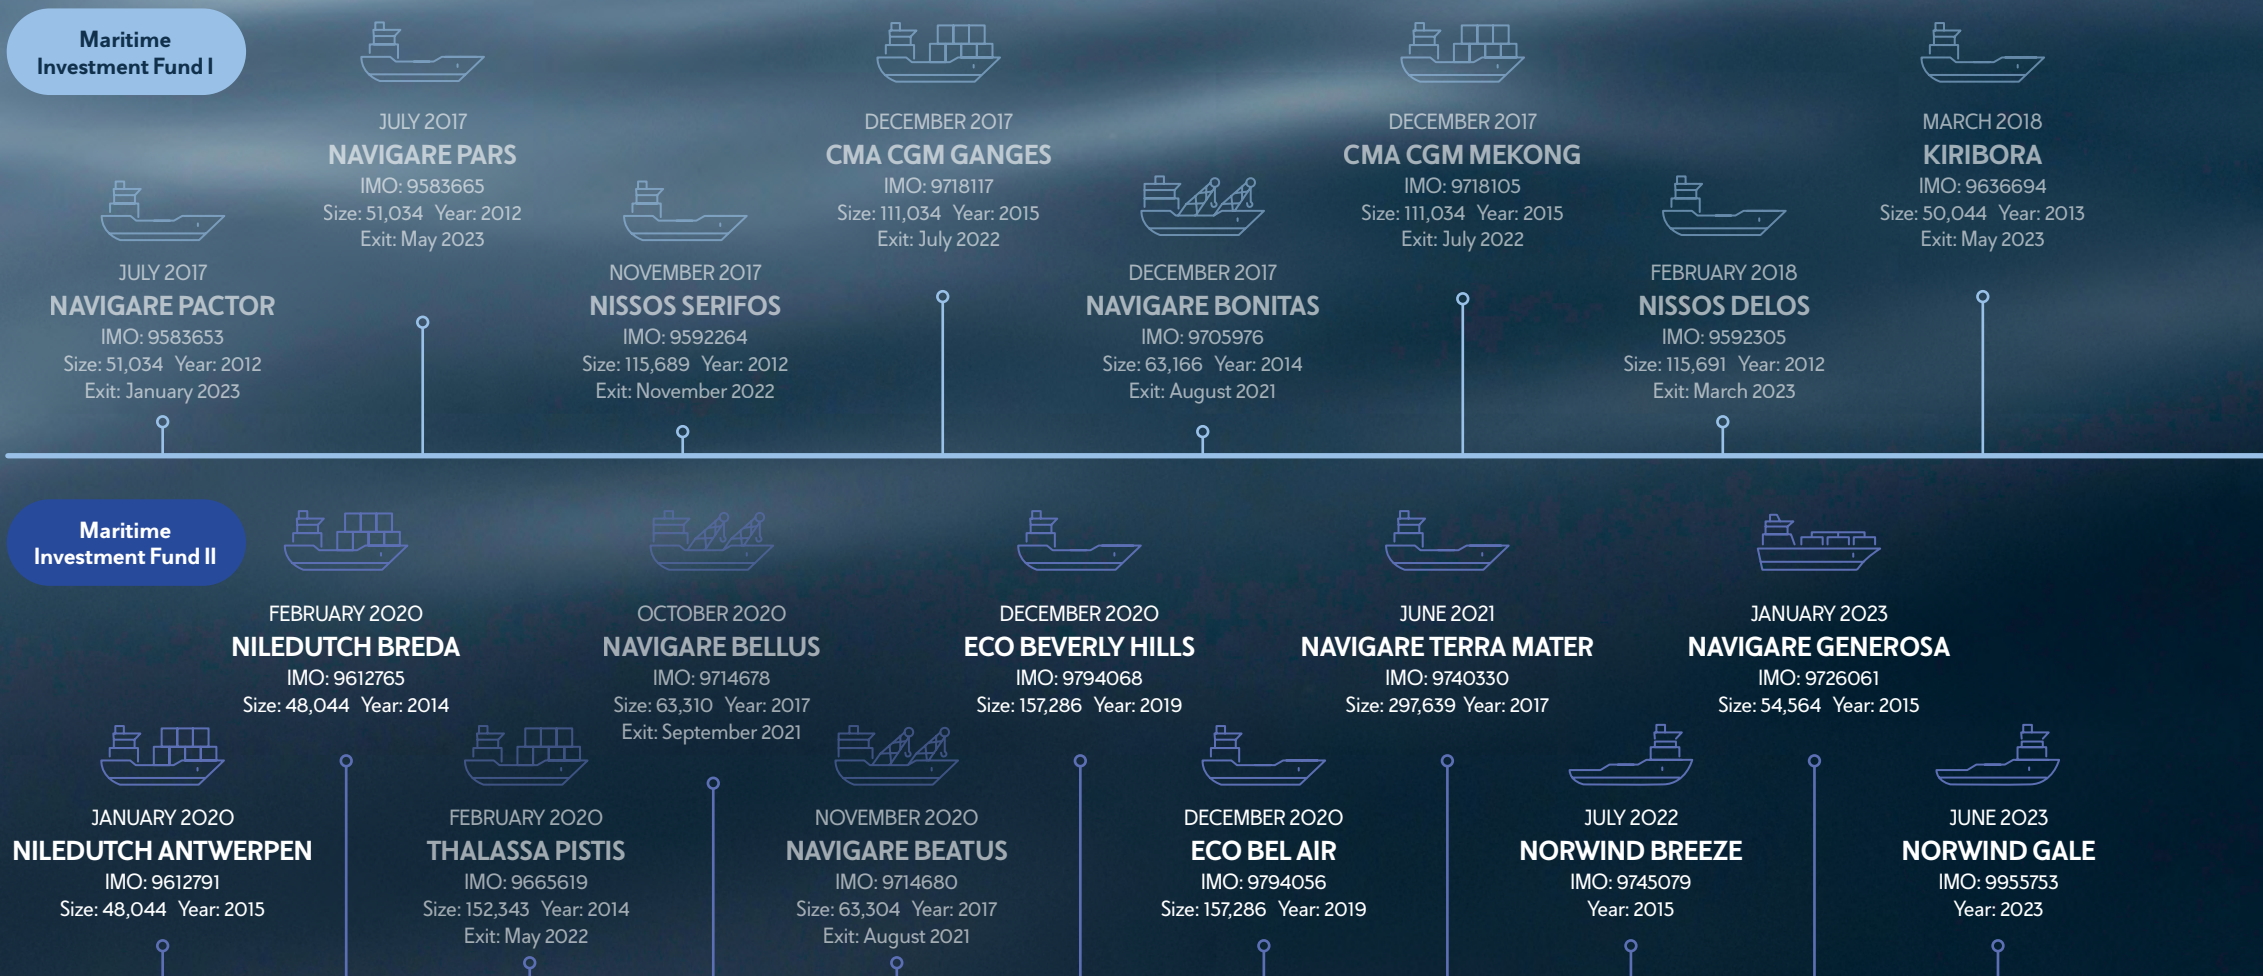 Maritime
Investment Fund I
JULY 2017
NAVIGARE PACTOR
IMO: 9583653
Size: 51,034 Year: 2012
Exit: January 2023
JULY 2017
NAVIGARE PARS
IMO: 9583665
Size: 51,034 Year: 2012
Exit: May 2023
NOVEMBER 2017
NISSOS SERIFOS
IMO: 9592264
Size: 115,689 Year: 2012
Exit: November 2022
DECEMBER 2017
CMA CGM GANGES
IMO: 9718117
Size: 111,034 Year: 2015
Exit: July 2022
DECEMBER 2017
NAVIGARE BONITAS
IMO: 9705976
Size: 63,166 Year: 2014
Exit: August 2021
DECEMBER 2017
CMA CGM MEKONG
IMO: 9718105
Size: 111,034 Year: 2015
Exit: July 2022
FEBRUARY 2018
NISSOS DELOS
IMO: 9592305
Size: 115,691 Year: 2012
Exit: March 2023
MARCH 2018
KIRIBORA
IMO: 9636694
Size: 50,044 Year: 2013
Exit: May 2023
Maritime
Investment Fund II
JANUARY 2020
NILEDUTCH ANTWERPEN
IMO: 9612791
Size: 48,044 Year: 2015
FEBRUARY 2020
NILEDUTCH BREDA
IMO: 9612765
Size: 48,044 Year: 2014
FEBRUARY 2020
THALASSA PISTIS
IMO: 9665619
Size: 152,343 Year: 2014
Exit: May 2022
OCTOBER 2020
NAVIGARE BELLUS
IMO: 9714678
Size: 63,310 Year: 2017
Exit: September 2021
NOVEMBER 2020
NAVIGARE BEATUS
IMO: 9714680
Size: 63,304 Year: 2017
Exit: August 2021
DECEMBER 2020
ECO BEVERLY HILLS
IMO: 9794068
Size: 157,286 Year: 2019
DECEMBER 2020
ECO BEL AIR
IMO: 9794056
Size: 157,286 Year: 2019
JUNE 2021
NAVIGARE TERRA MATER
IMO: 9740330
Size: 297,639 Year: 2017
JULY 2022
NORWIND BREEZE
IMO: 9745079
Year: 2015
JANUARY 2023
NAVIGARE GENEROSA
IMO: 9726061
Size: 54,564 Year: 2015
JUNE 2023
NORWIND GALE
IMO: 9955753
Year: 2023